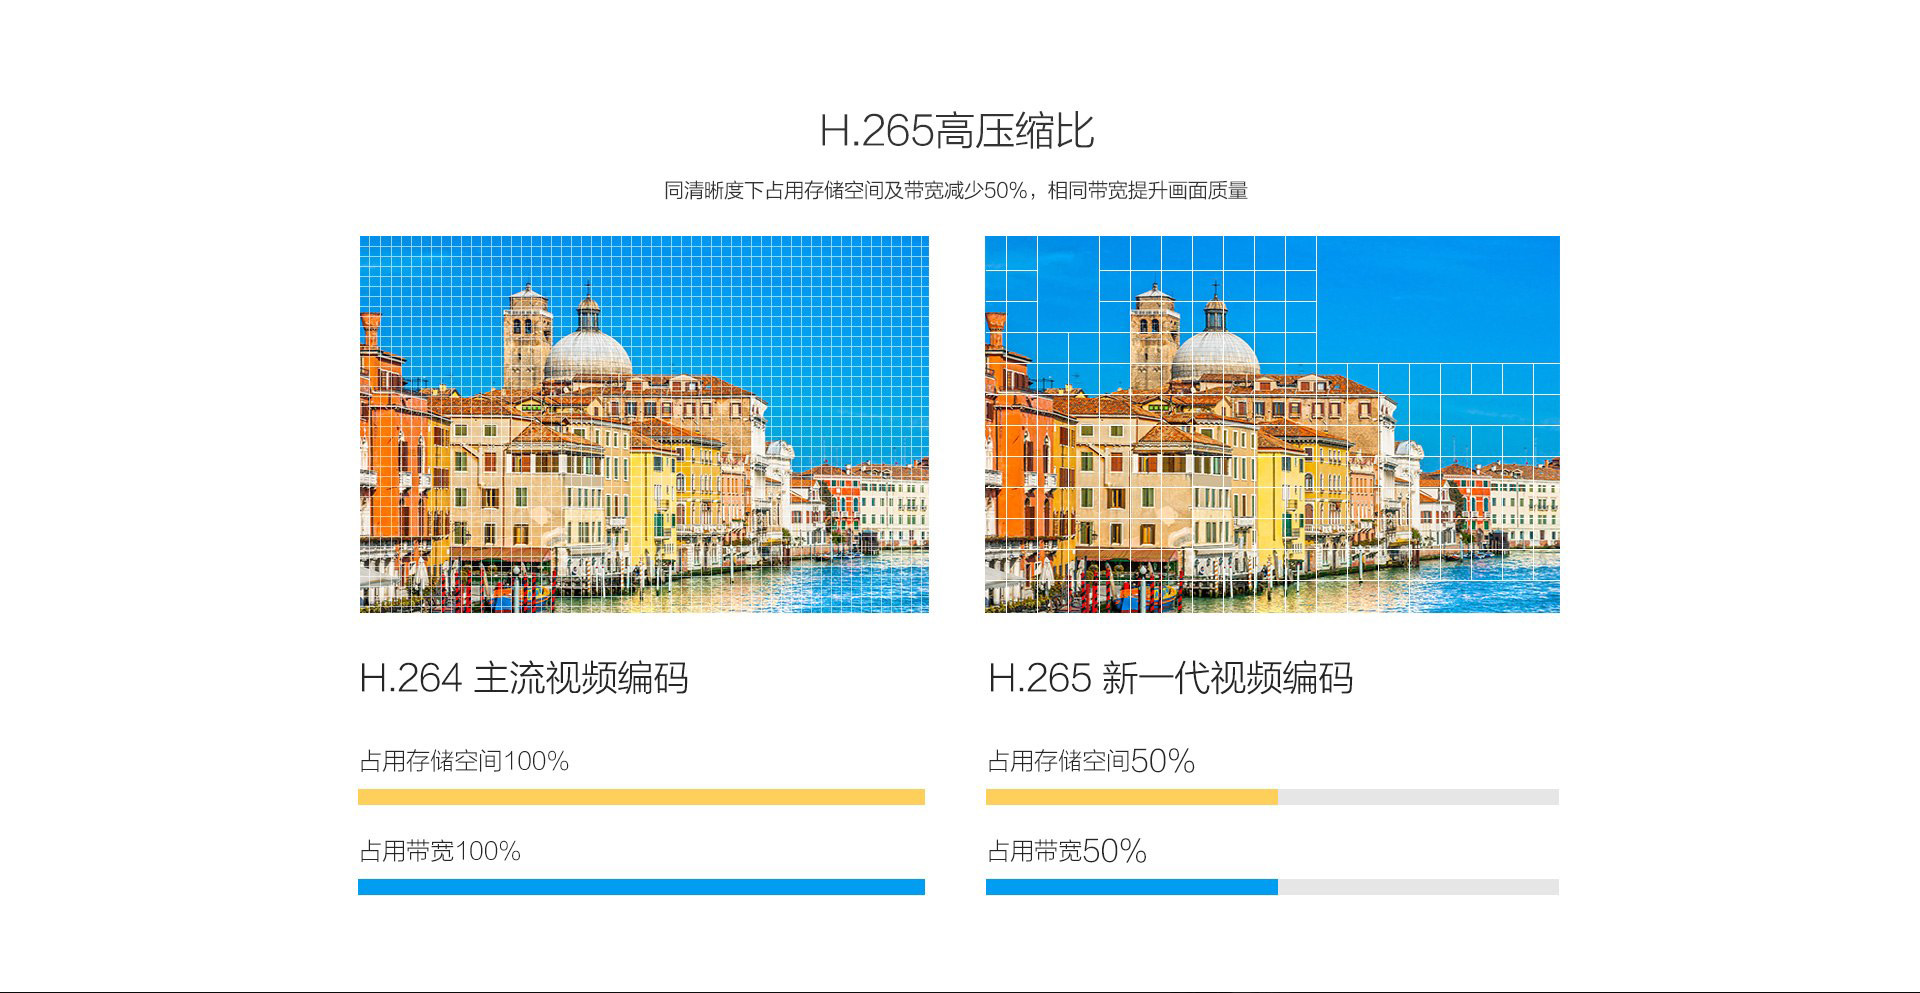 H.265高压缩比
同清晰度下占用存储空间及带宽减少50%，相同带宽提升画面质量
H.264 主流视频编码
占用存储空间100%
占用带宽100%
H.265 新一代视频编码
占用存储空间50%
占用带宽50%